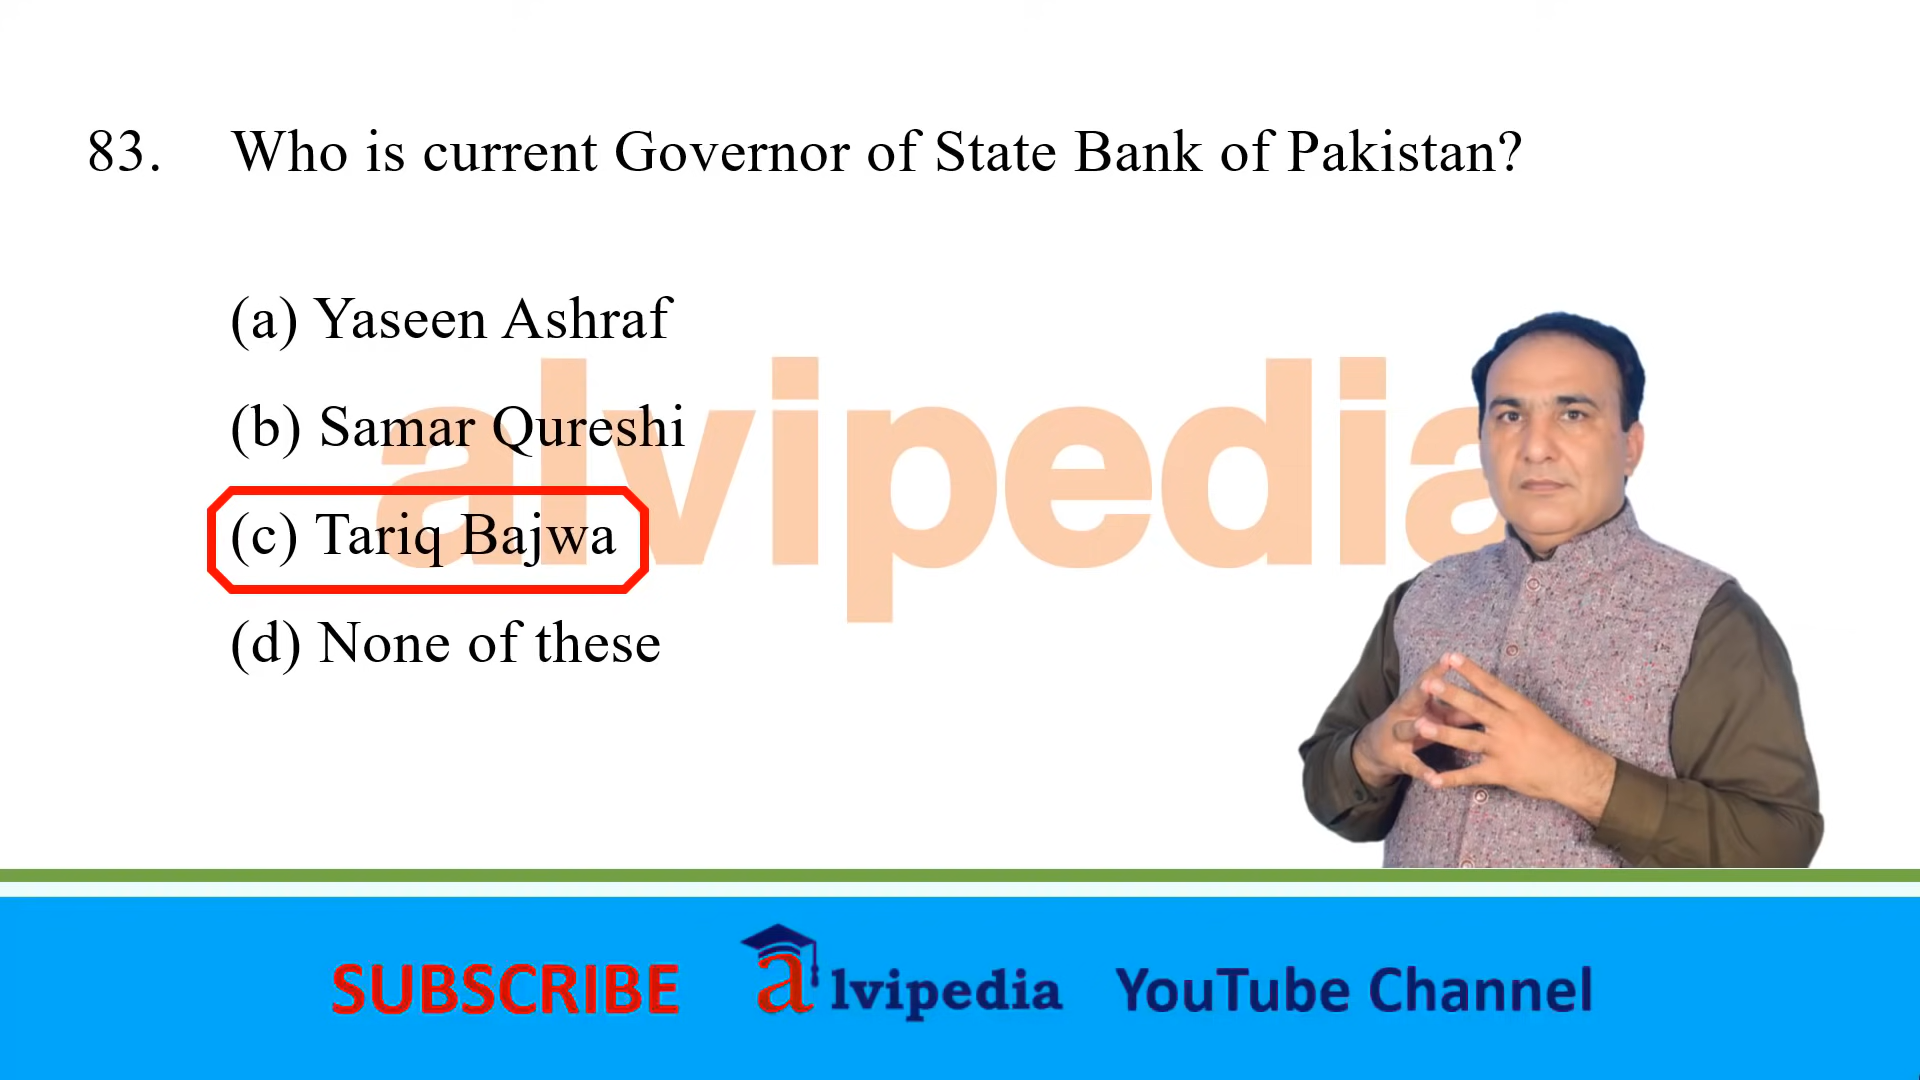 83. Who is current Governor of State Bank of Pakistan?
(a) Yaseen Ashraf
(b) Samar Qureshi
(c) Tariq Bajwa
(d) None of these
alvipedia
SUBSCRIBE alvipedia YouTube Channel